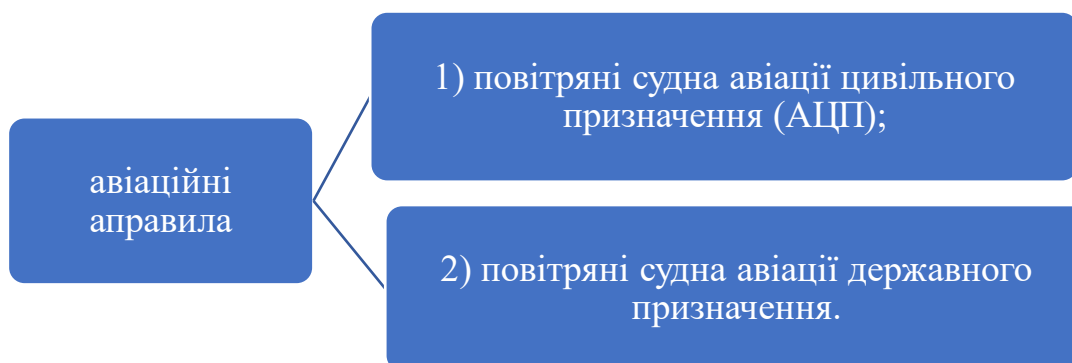 авіаційні
аправила
1) повітряні судна авіації цивільного
призначення (АЦП);
2) повітряні судна авіації державного
призначення.